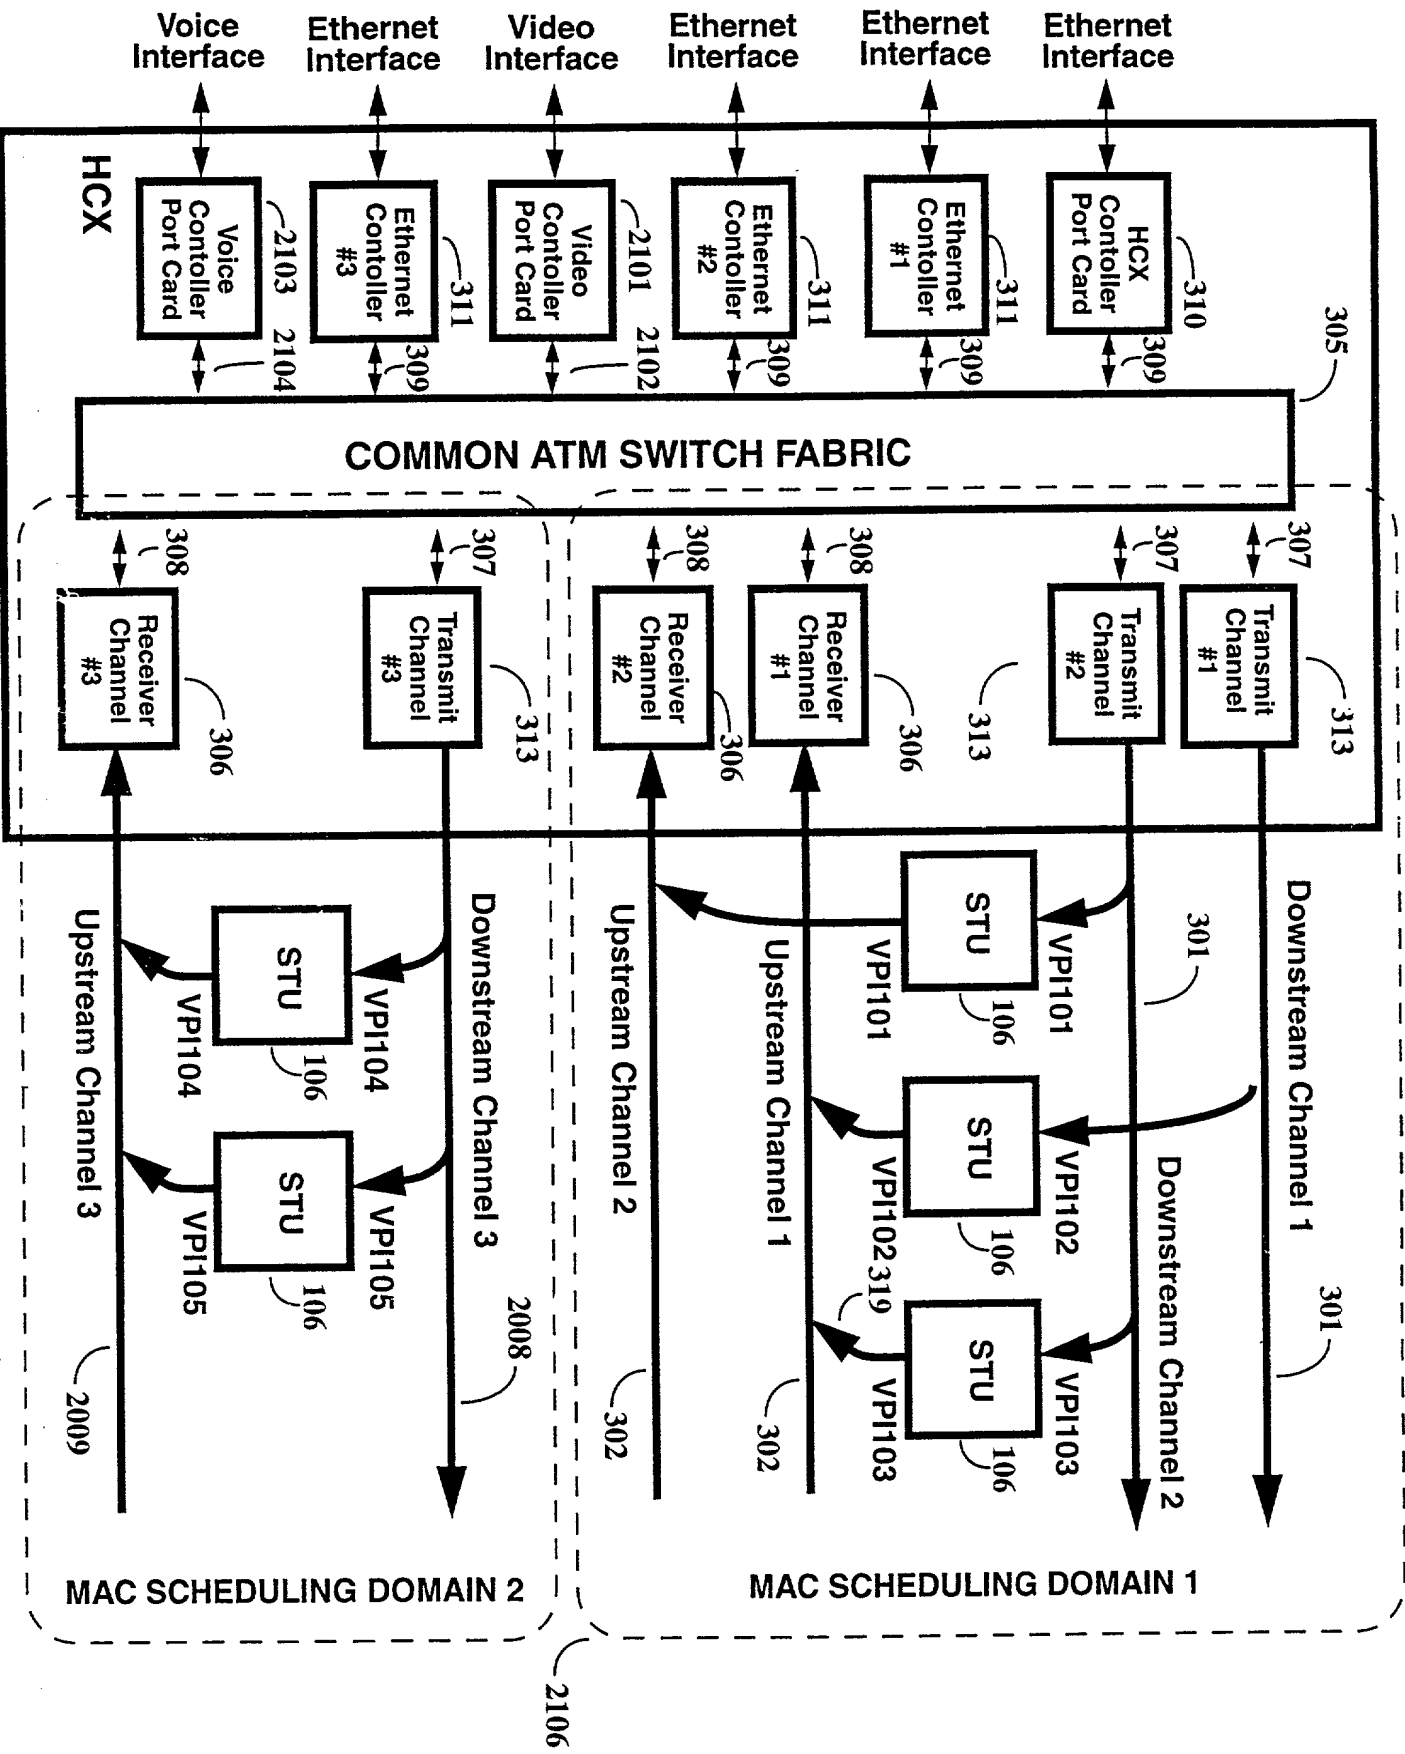 Voice
Interface
Ethernet
Interface
Video
Interface
Ethernet
Interface
Ethernet
Interface
Ethernet
Interface
HCX
Voice
Contoller
Port Card
2103
2104
Ethernet
Contoller
#3
311
309
Video
Contoller
Port Card
2101
2102
Ethernet
Contoller
#2
311
309
Ethernet
Contoller
#1
311
309
HCX
Contoller
Port Card
310
309
305
COMMON ATM SWITCH FABRIC
308
307
308
308
307
307
Receiver
Channel
#3
306
Transmit
Channel
#3
313
Receiver
Channel
#2
306
Receiver
Channel
#1
306
Transmit
Channel
#2
313
Transmit
Channel
#1
313
Downstream Channel 1
301
Downstream Channel 2
301
STU
106
VPI101
VPI101
STU
106
VPI102
VPI102
STU
106
VPI103
VPI103
319
Upstream Channel 1
302
Upstream Channel 2
302
Downstream Channel 3
2008
STU
106
VPI104
VPI104
STU
106
VPI105
VPI105
Upstream Channel 3
2009
MAC SCHEDULING DOMAIN 2
MAC SCHEDULING DOMAIN 1
2106